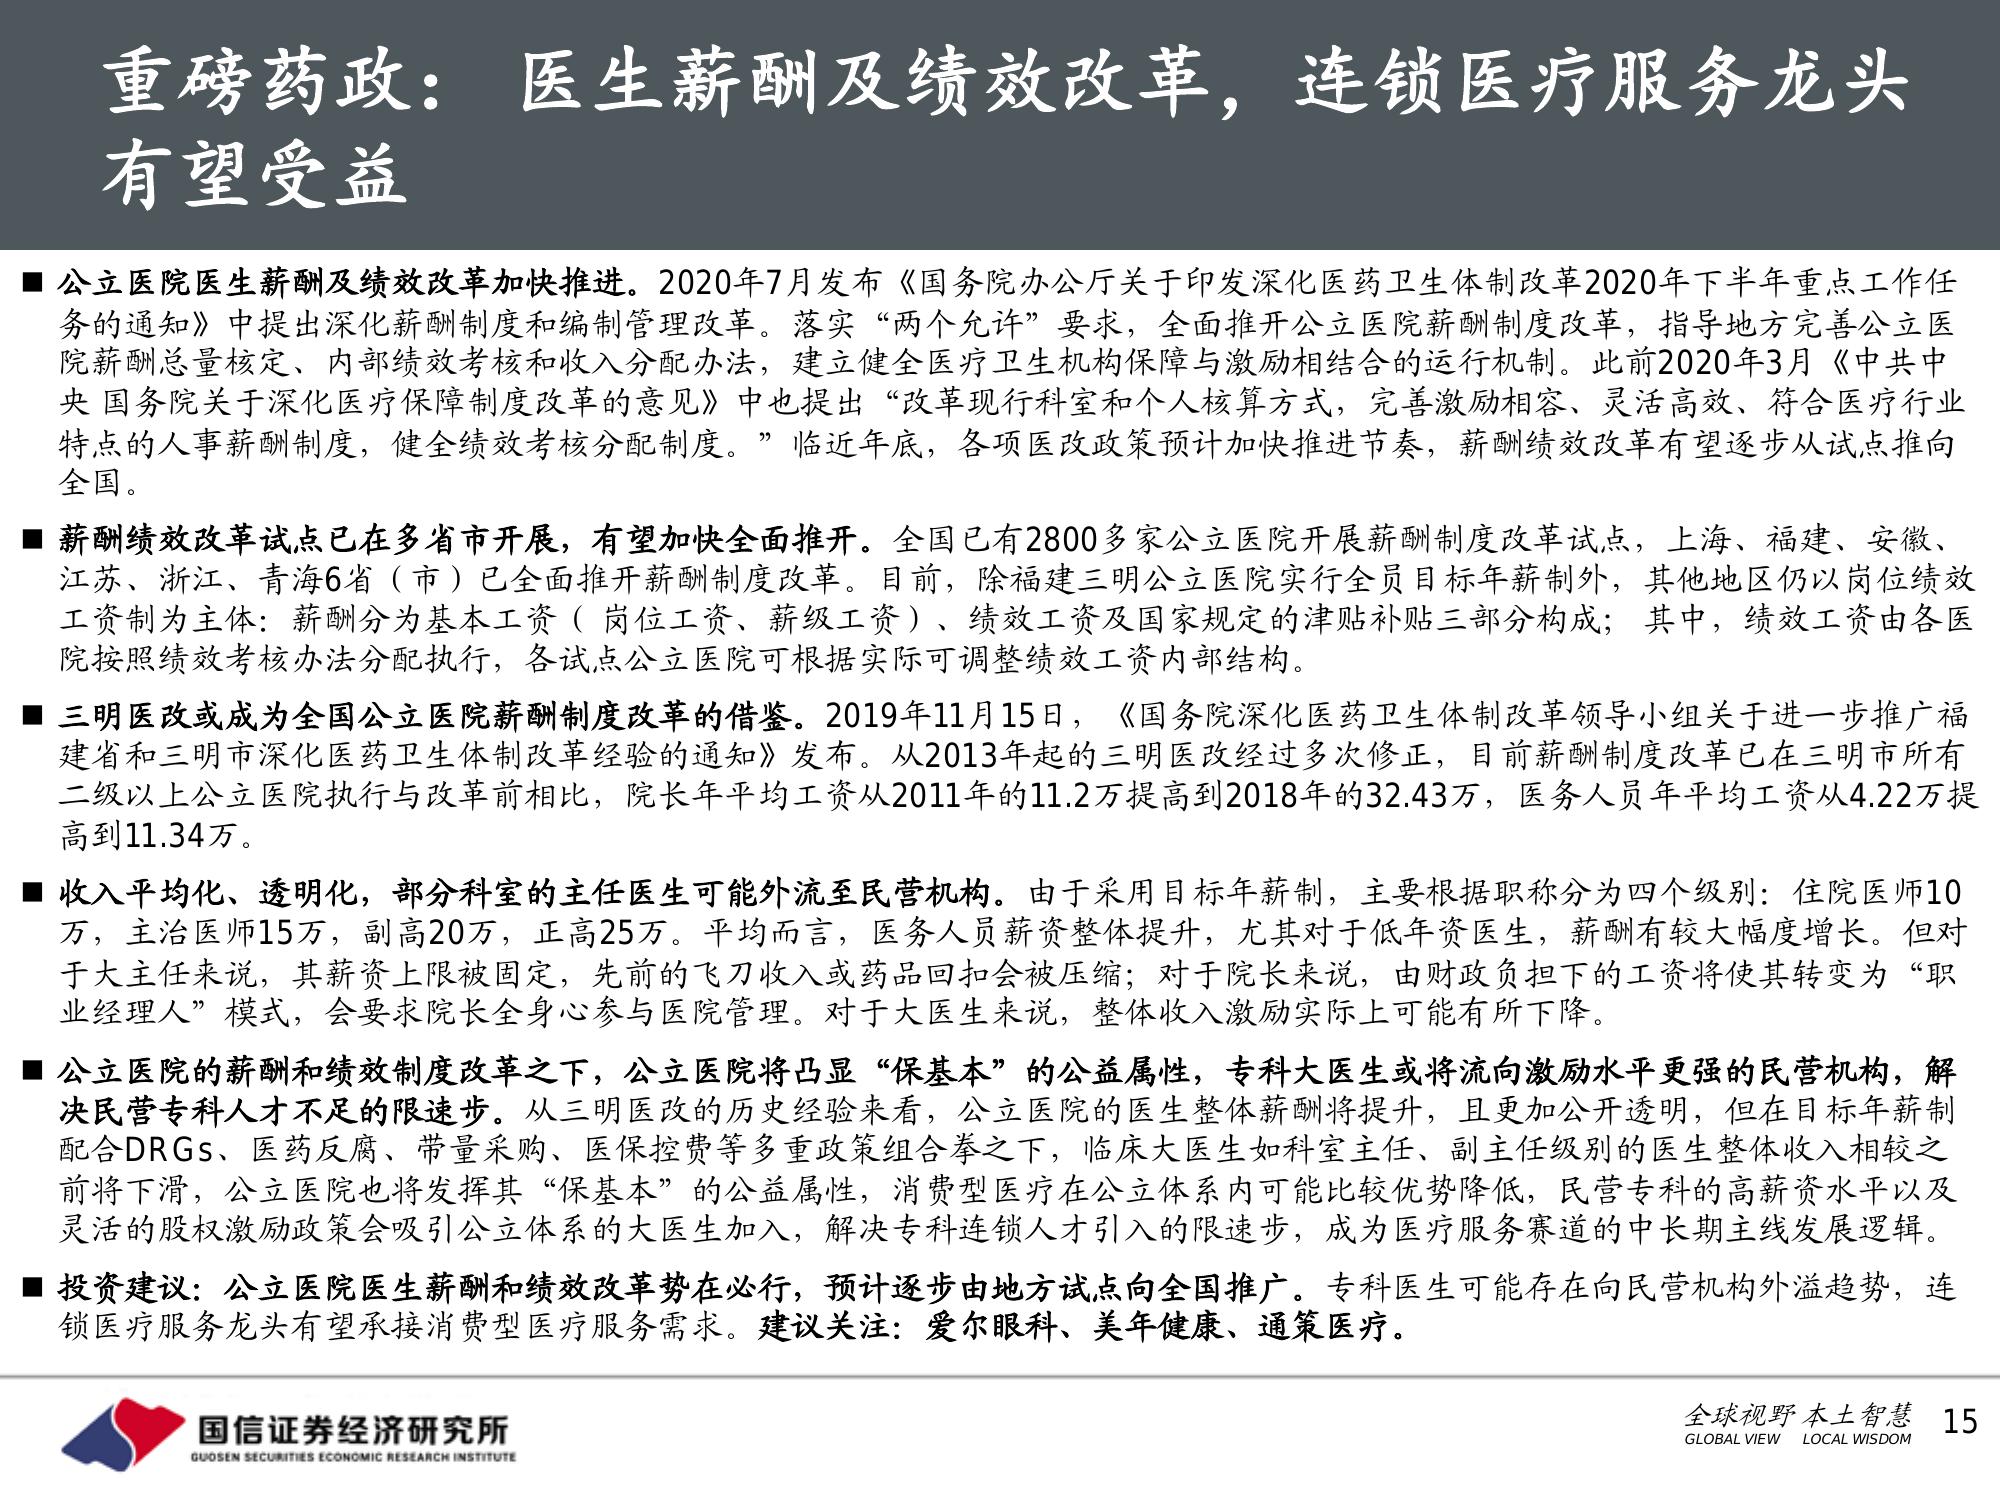 重磅药政： 医生薪酬及绩效改革，连锁医疗服务龙头
有望受益
■ 公立医院医生薪酬及绩效改革加快推进。2020年7月发布《国务院办公厅关于印发深化医药卫生体制改革2020年下半年重点工作任
务的通知》中提出深化薪酬制度和编制管理改革。落实“两个允许”要求，全面推开公立医院薪酬制度改革，指导地方完善公立医
院薪酬总量核定、内部绩效考核和收入分配办法，建立健全医疗卫生机构保障与激励相结合的运行机制。此前2020年3月《中共中
央 国务院关于深化医疗保障制度改革的意见》中也提出“改革现行科室和个人核算方式，完善激励相容、灵活高效、符合医疗行业
特点的人事薪酬制度，健全绩效考核分配制度。”临近年底，各项医改政策预计加快推进节奏，薪酬绩效改革有望逐步从试点推向
全国。
■ 薪酬绩效改革试点已在多省市开展，有望加快全面推开。全国已有2800多家公立医院开展薪酬制度改革试点，上海、福建、安徽、
江苏、浙江、青海6省（市）已全面推开薪酬制度改革。目前，除福建三明公立医院实行全员目标年薪制外，其他地区仍以岗位绩效
工资制为主体：薪酬分为基本工资（ 岗位工资、薪级工资）、绩效工资及国家规定的津贴补贴三部分构成； 其中，绩效工资由各医
院按照绩效考核办法分配执行，各试点公立医院可根据实际可调整绩效工资内部结构。
■ 三明医改或成为全国公立医院薪酬制度改革的借鉴。2019年11月15日，《国务院深化医药卫生体制改革领导小组关于进一步推广福
建省和三明市深化医药卫生体制改革经验的通知》发布。从2013年起的三明医改经过多次修正，目前薪酬制度改革已在三明市所有
二级以上公立医院执行与改革前相比，院长年平均工资从2011年的11.2万提高到2018年的32.43万，医务人员年平均工资从4.22万提
高到11.34万。
■ 收入平均化、透明化，部分科室的主任医生可能外流至民营机构。由于采用目标年薪制，主要根据职称分为四个级别：住院医师10
万，主治医师15万，副高20万，正高25万。平均而言，医务人员薪资整体提升，尤其对于低年资医生，薪酬有较大幅度增长。但对
于大主任来说，其薪资上限被固定，先前的飞刀收入或药品回扣会被压缩；对于院长来说，由财政负担下的工资将使其转变为“职
业经理人”模式，会要求院长全身心参与医院管理。对于大医生来说，整体收入激励实际上可能有所下降。
■ 公立医院的薪酬和绩效制度改革之下，公立医院将凸显“保基本”的公益属性，专科大医生或将流向激励水平更强的民营机构，解
决民营专科人才不足的限速步。从三明医改的历史经验来看，公立医院的医生整体薪酬将提升，且更加公开透明，但在目标年薪制
配合DRGs、医药反腐、带量采购、医保控费等多重政策组合拳之下，临床大医生如科室主任、副主任级别的医生整体收入相较之
前将下滑，公立医院也将发挥其“保基本”的公益属性，消费型医疗在公立体系内可能比较优势降低，民营专科的高薪资水平以及
灵活的股权激励政策会吸引公立体系的大医生加入，解决专科连锁人才引入的限速步，成为医疗服务赛道的中长期主线发展逻辑。
■ 投资建议：公立医院医生薪酬和绩效改革势在必行，预计逐步由地方试点向全国推广。专科医生可能存在向民营机构外溢趋势，连
锁医疗服务龙头有望承接消费型医疗服务需求。建议关注：爱尔眼科、美年健康、通策医疗。
国信证券经济研究所
GUOSEN SECURITIES ECONOMIC RESEARCH INSTITUTE
全球视野 本土智慧
GLOBAL VIEW LOCAL WISDOM
15